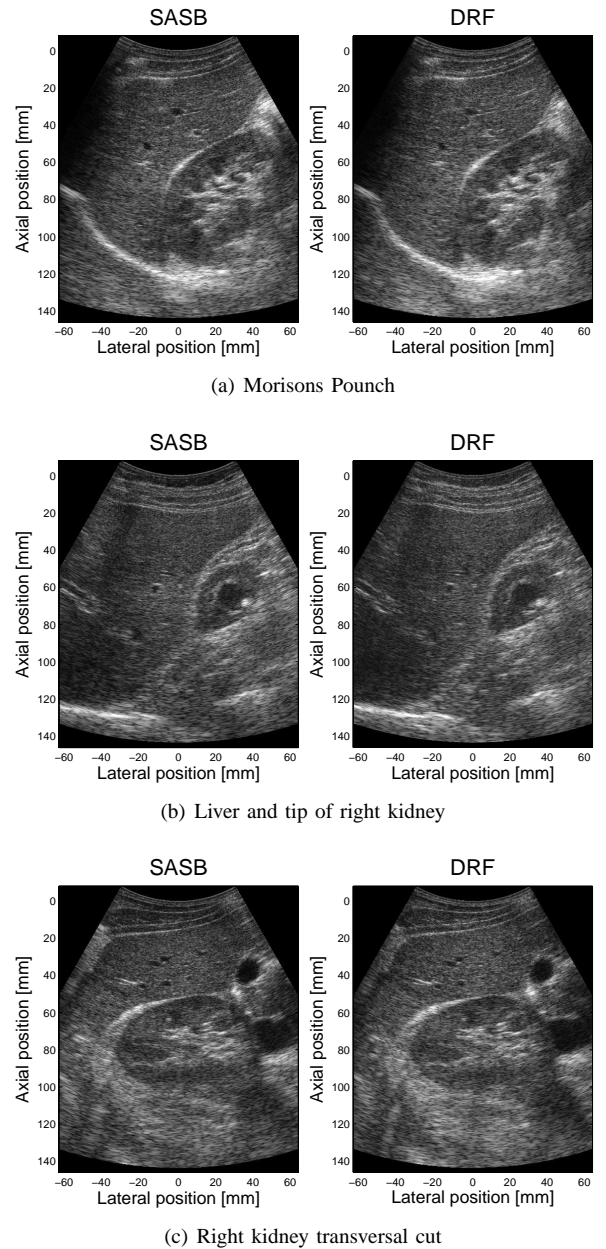 SASB DRF
Axial position [mm]
0
20
40
60
80
100
120
140
−60 −40 −20 0 20 40 60
Lateral position [mm]
Axial position [mm]
0
20
40
60
80
100
120
140
−60 −40 −20 0 20 40 60
Lateral position [mm]
(a) Morisons Pounch
SASB DRF
Axial position [mm]
0
20
40
60
80
100
120
140
−60 −40 −20 0 20 40 60
Lateral position [mm]
Axial position [mm]
0
20
40
60
80
100
120
140
−60 −40 −20 0 20 40 60
Lateral position [mm]
(b) Liver and tip of right kidney
SASB DRF
Axial position [mm]
0
20
40
60
80
100
120
140
−60 −40 −20 0 20 40 60
Lateral position [mm]
Axial position [mm]
0
20
40
60
80
100
120
140
−60 −40 −20 0 20 40 60
Lateral position [mm]
(c) Right kidney transversal cut